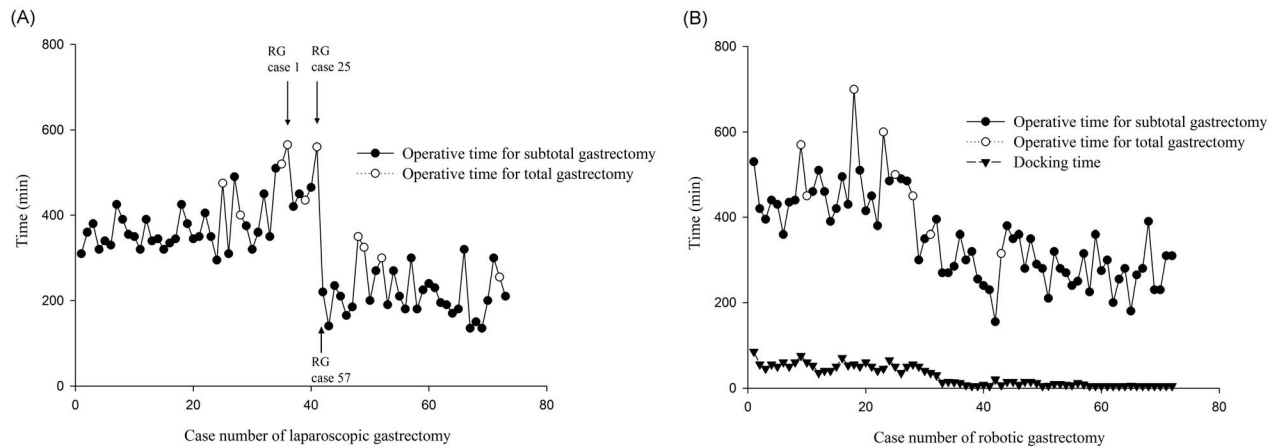 (A)
800
600
400
200
0
Time (min)
RG
case 1
RG
case 25
Operative time for subtotal gastrectomy
Operative time for total gastrectomy
RG
case 57
0
20
40
60
80
Case number of laparoscopic gastrectomy
(B)
800
600
400
200
0
Time (min)
Operative time for subtotal gastrectomy
Operative time for total gastrectomy
Docking time
0
20
40
60
80
Case number of robotic gastrectomy